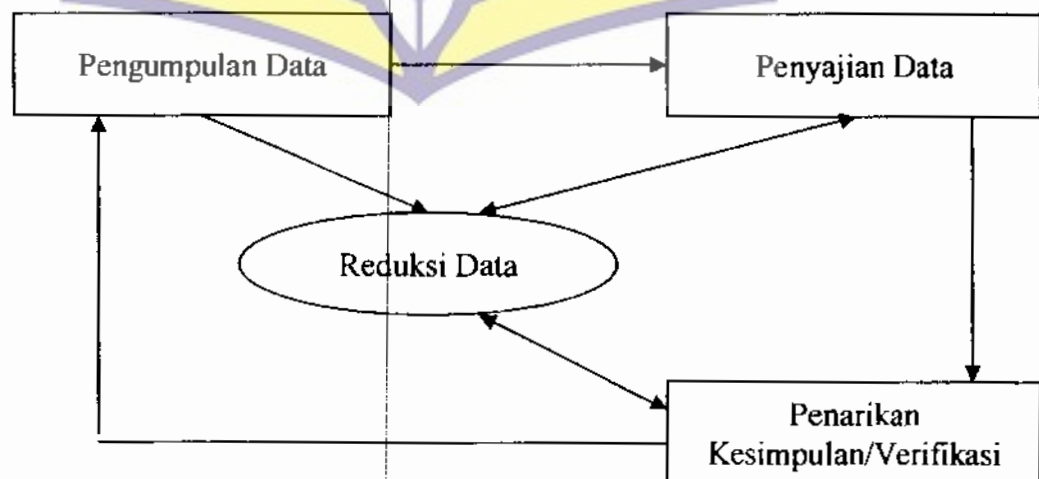 Pengumpulan Data
Penyajian Data
Reduksi Data
Penarikan
Kesimpulan/Verifikasi